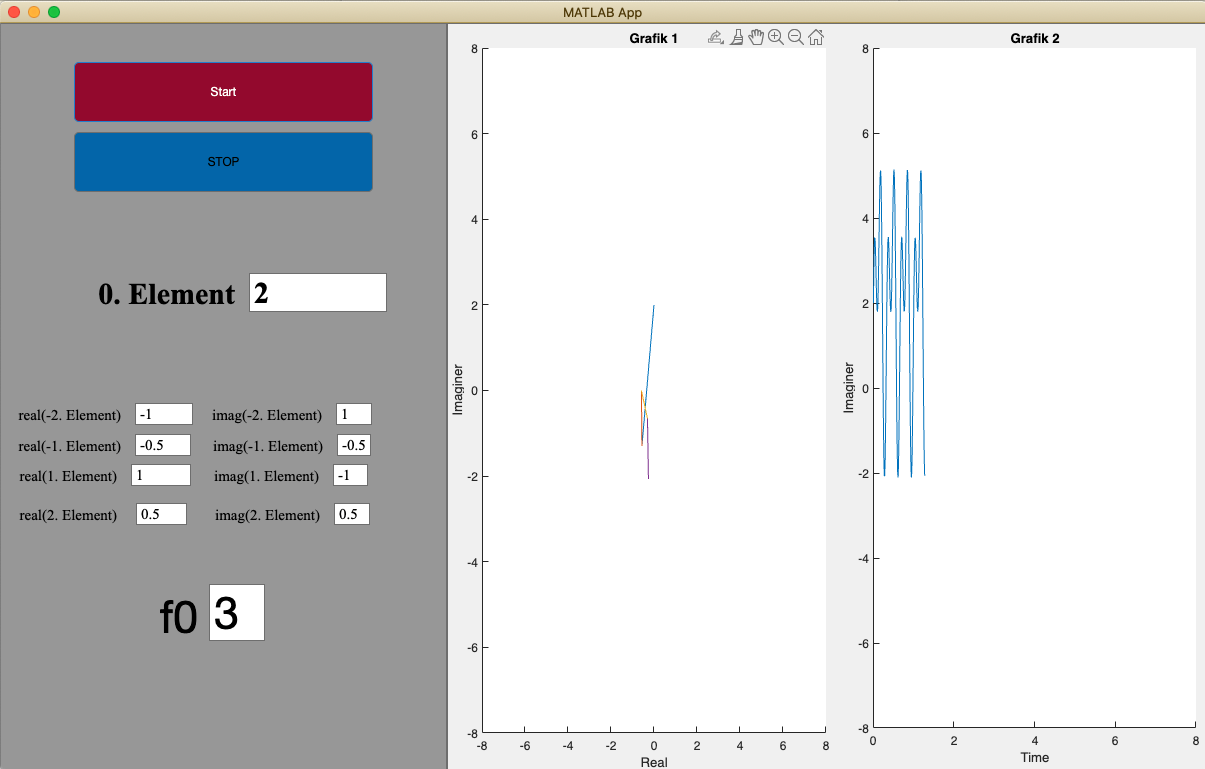 MATLAB App
Start
STOP
0. Element 2
real(-2. Element) -1 imag(-2. Element) 1
real(-1. Element) -0.5 imag(-1. Element) -0.5
real(1. Element) 1 imag(1. Element) -1
real(2. Element) 0.5 imag(2. Element) 0.5
f0 3
Grafik 1
8
6
4
2
0
-2
-4
-6
-8
Imaginer
-8 -6 -4 -2 0 2 4 6 8
Real
Grafik 2
8
6
4
2
0
-2
-4
-6
-8
Imaginer
0 2 4 6 8
Time